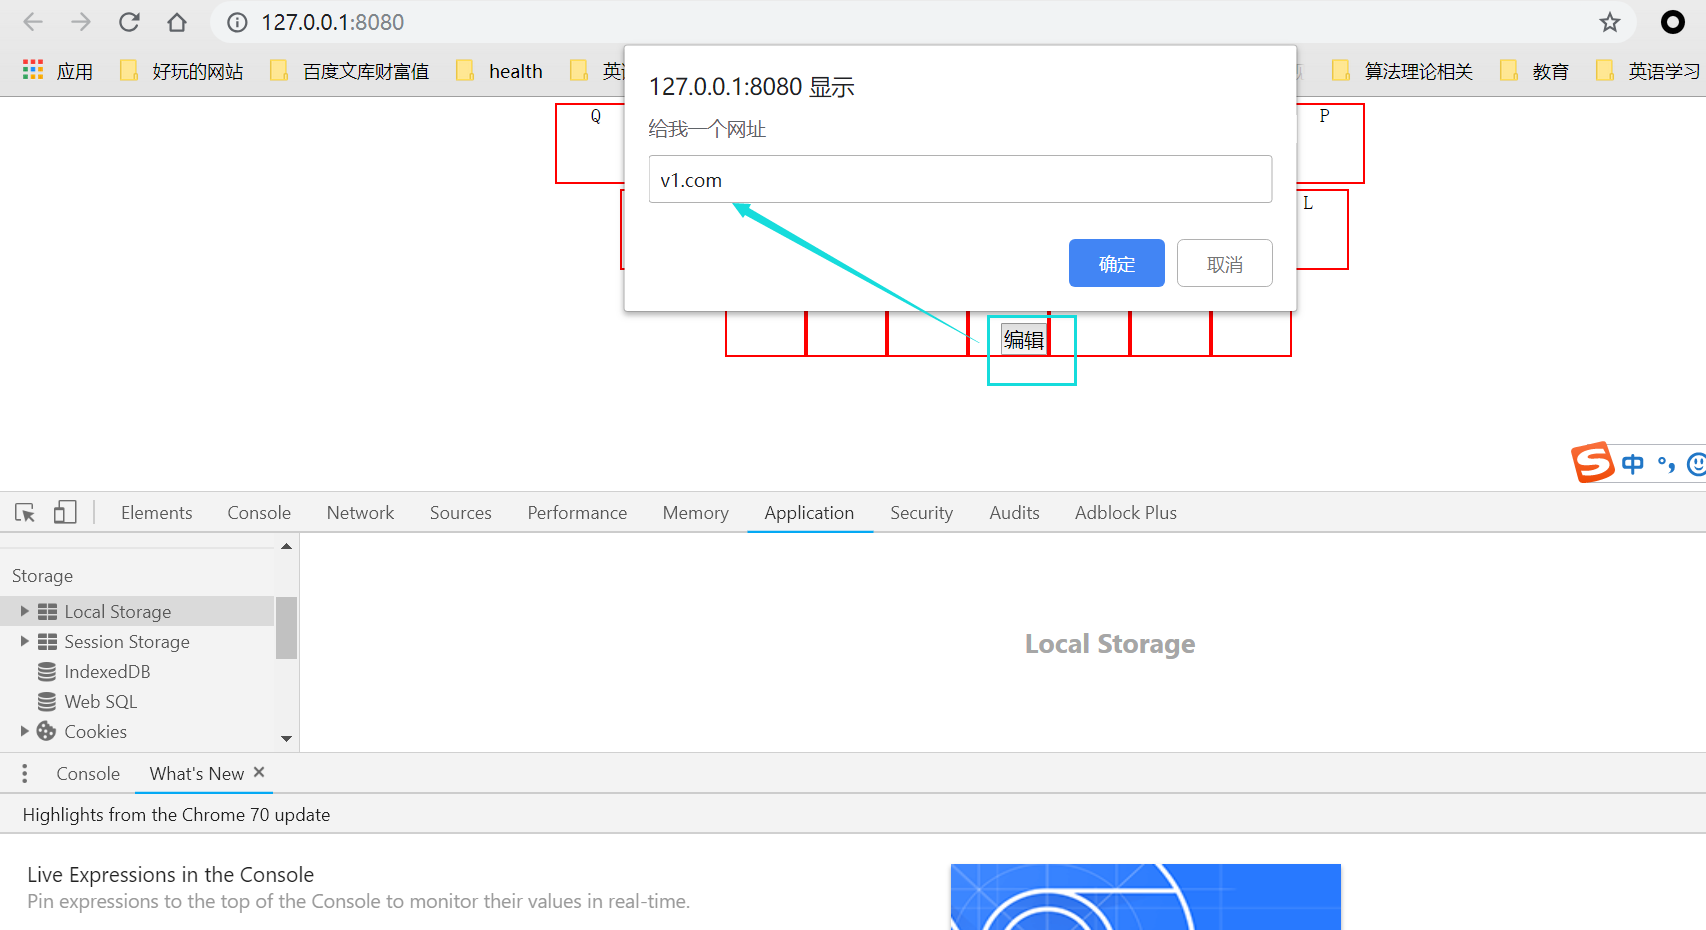 127.0.0.1:8080
应用 好玩的网站 百度文库财富值 health 英 算法理论相关 教育 英语学习
127.0.0.1:8080 显示
给我一个网址
v1.com
确定 取消
Q P
L
编辑
中
Elements Console Network Sources Performance Memory Application Security Audits Adblock Plus
Storage
Local Storage
Session Storage
IndexedDB
Web SQL
Cookies
Local Storage
Console What's New ×
Highlights from the Chrome 70 update
Live Expressions in the Console
Pin expressions to the top of the Console to monitor their values in real-time.